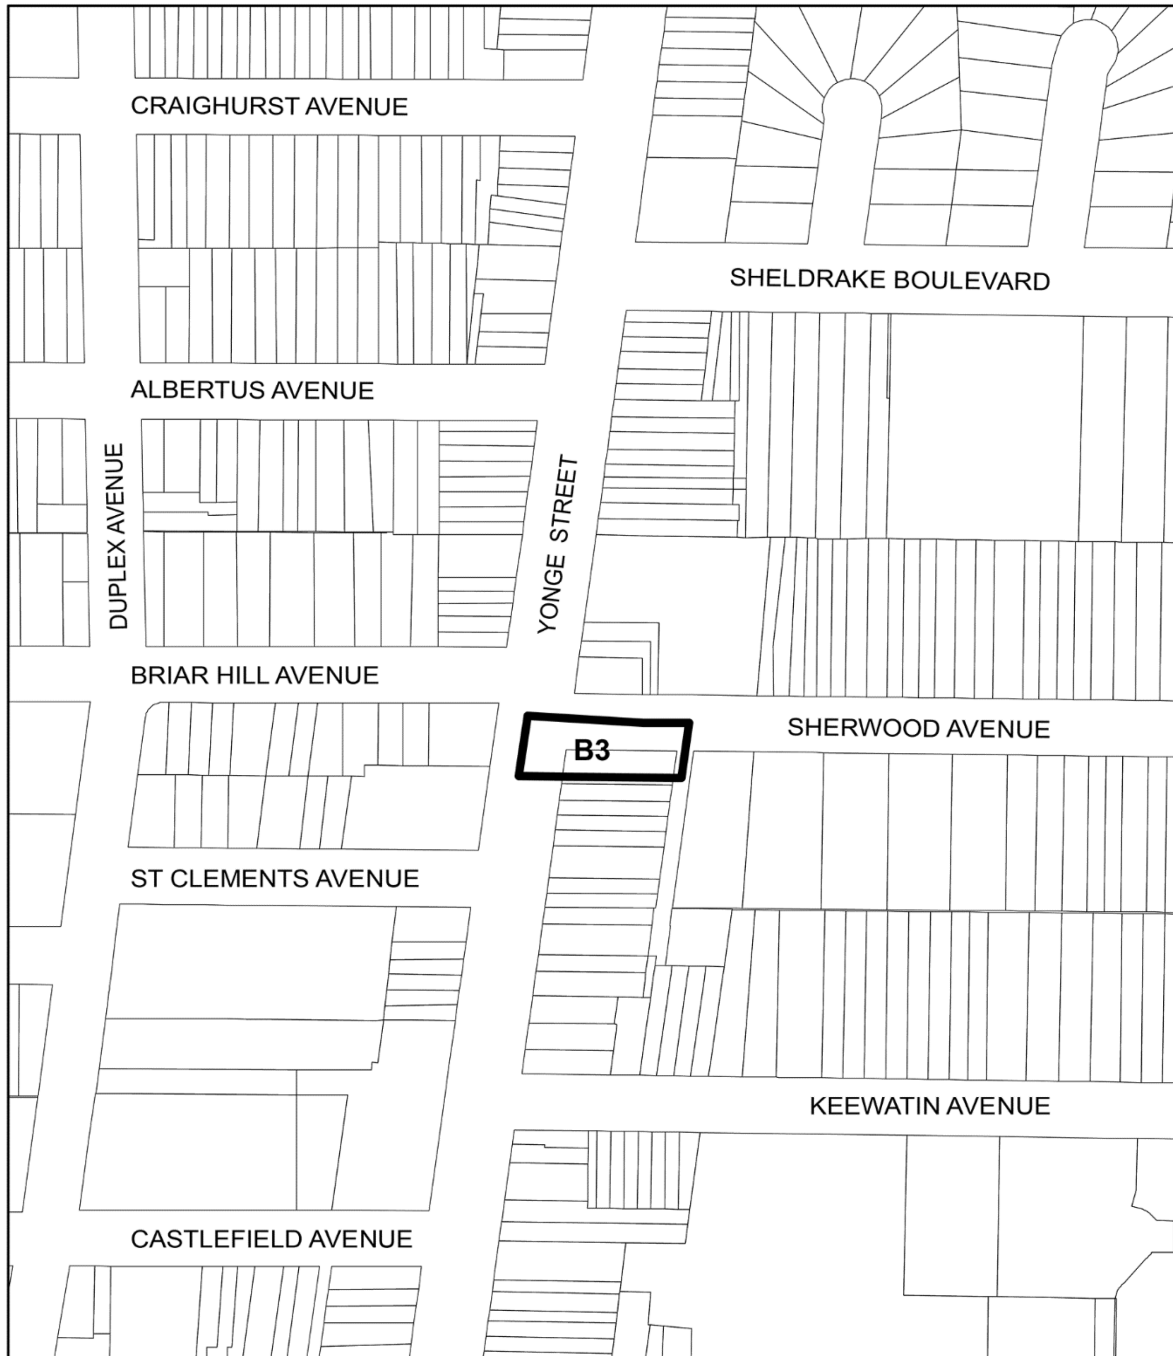 CRAIGHURST AVENUE
SHELDRAKE BOULEVARD
ALBERTUS AVENUE
DUPLEX AVENUE
YONGE STREET
BRIAR HILL AVENUE
SHERWOOD AVENUE
B3
ST CLEMENTS AVENUE
KEEWATIN AVENUE
CASTLEFIELD AVENUE